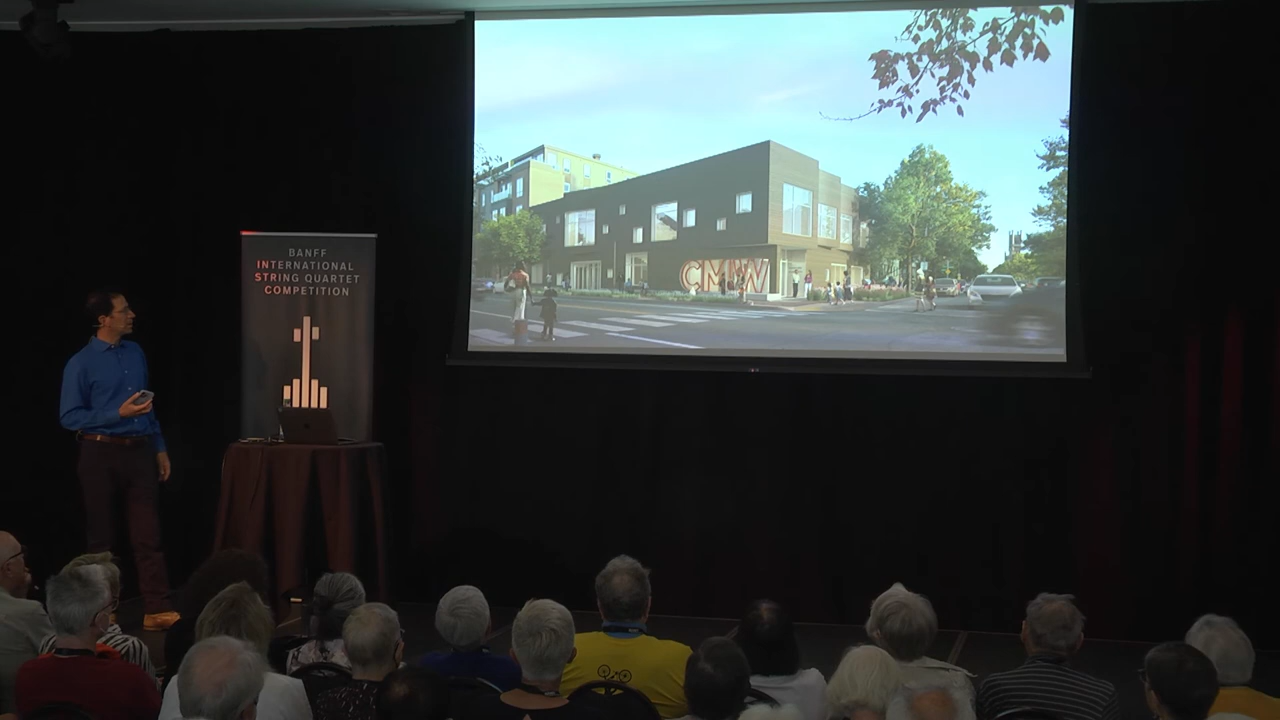 BANFF
INTERNATIONAL
STRING QUARTET
COMPETITION
CMW